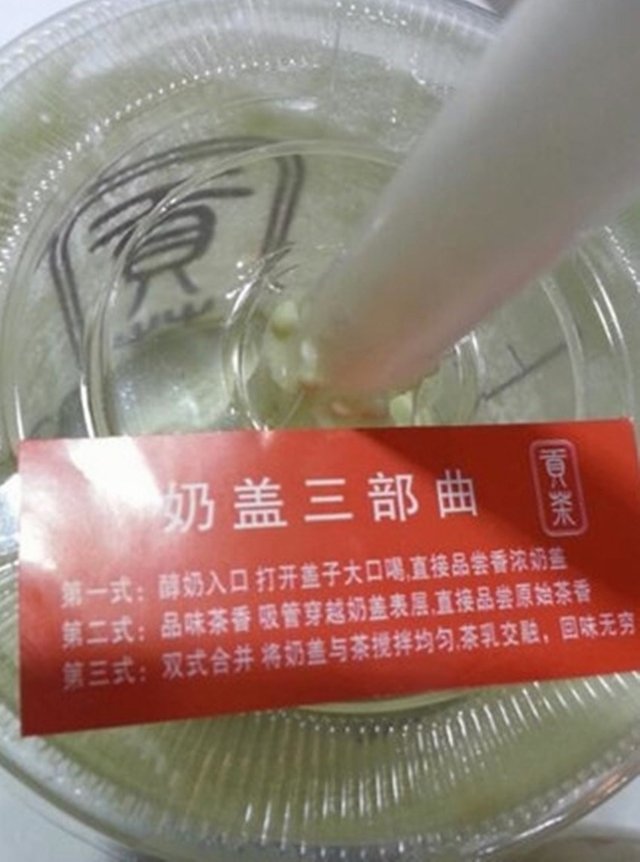 貢
奶盖三部曲
貢茶
第一式：醇奶入口 打开盖子大口喝,直接品尝香浓奶盖
第二式：品味茶香 吸管穿越奶盖表层,直接品尝原始茶香
第三式：双式合并 将奶盖与茶搅拌均匀.茶乳交融，回味无穷